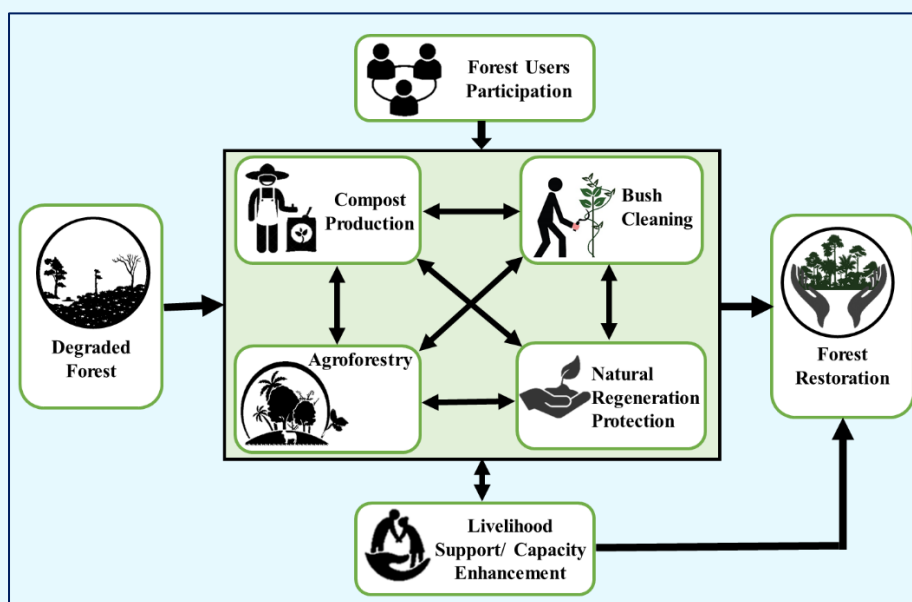 Forest Users
Participation
Compost
Production
Bush
Cleaning
Degraded
Forest
Agroforestry
Natural
Regeneration
Protection
Forest
Restoration
Livelihood
Support/ Capacity
Enhancement